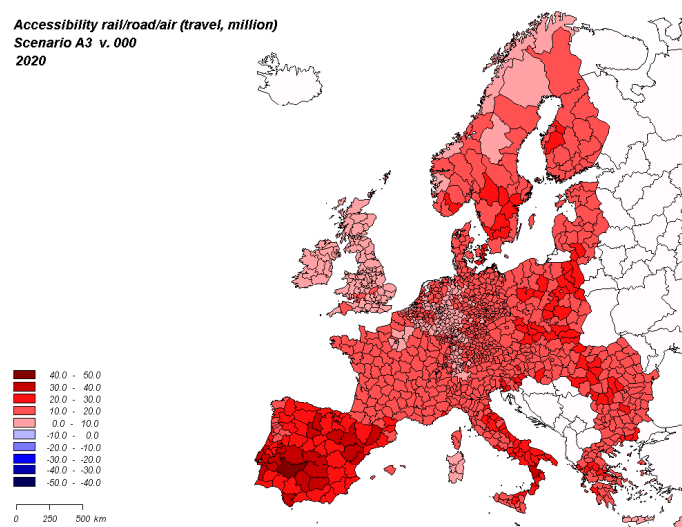 Accessibility rail/road/air (travel, million)
Scenario A3 v. 000
2020
40.0 - 50.0
30.0 - 40.0
20.0 - 30.0
10.0 - 20.0
0.0 - 10.0
-10.0 - 0.0
-20.0 - -10.0
-30.0 - -20.0
-40.0 - -30.0
-50.0 - -40.0
0 250 500 km